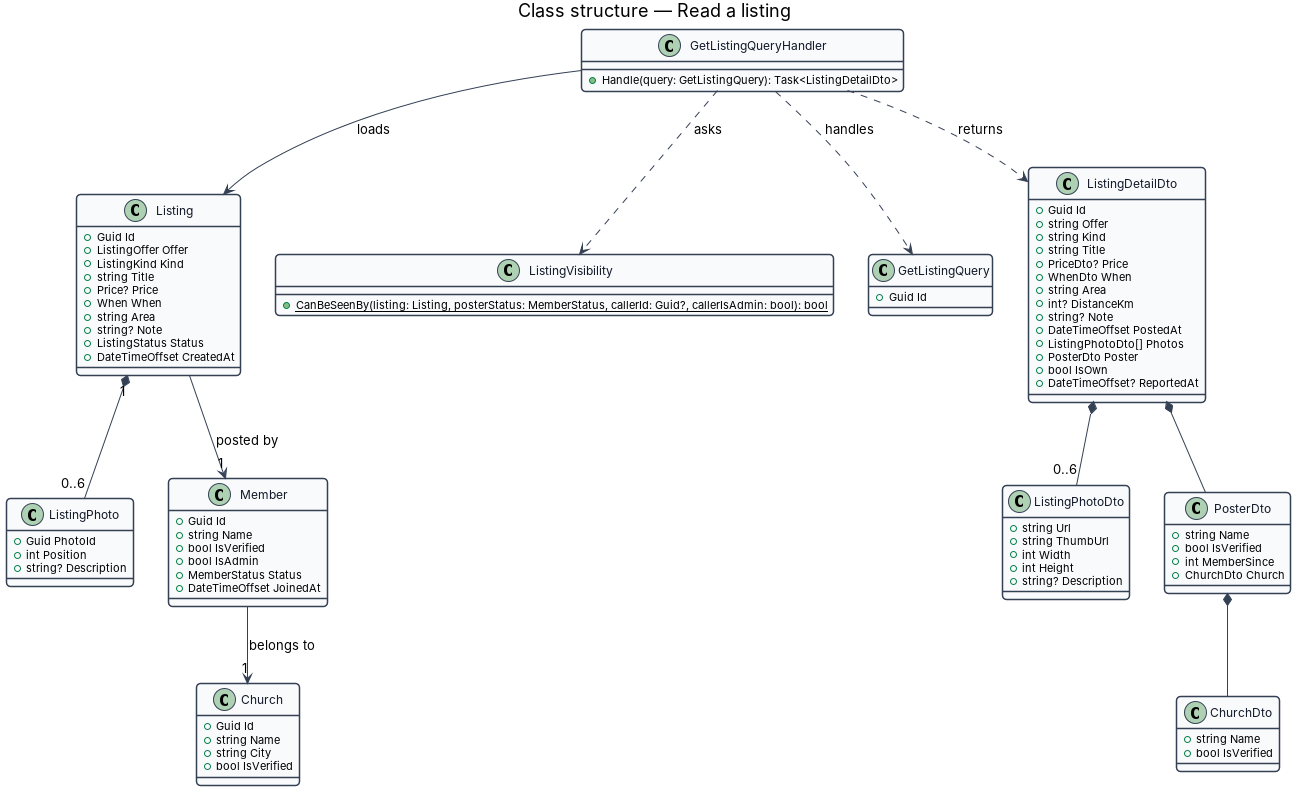 Class structure — Read a listing
C GetListingQueryHandler
Handle(query: GetListingQuery): Task<ListingDetailDto>
loads
asks
handles
returns
C Listing
Guid Id
ListingOffer Offer
ListingKind Kind
string Title
Price? Price
When When
string Area
string? Note
ListingStatus Status
DateTimeOffset CreatedAt
C ListingVisibility
CanBeSeenBy(listing: Listing, posterStatus: MemberStatus, callerId: Guid?, callerIsAdmin: bool): bool
C GetListingQuery
Guid Id
C ListingDetailDto
Guid Id
string Offer
string Kind
string Title
PriceDto? Price
WhenDto When
string Area
int? DistanceKm
string? Note
DateTimeOffset PostedAt
ListingPhotoDto[] Photos
PosterDto Poster
bool IsOwn
DateTimeOffset? ReportedAt
1
0..6
posted by
1
0..6
C ListingPhoto
Guid PhotoId
int Position
string? Description
C Member
Guid Id
string Name
bool IsVerified
bool IsAdmin
MemberStatus Status
DateTimeOffset JoinedAt
C ListingPhotoDto
string Url
string ThumbUrl
int Width
int Height
string? Description
C PosterDto
string Name
bool IsVerified
int MemberSince
ChurchDto Church
belongs to
1
C Church
Guid Id
string Name
string City
bool IsVerified
C ChurchDto
string Name
bool IsVerified